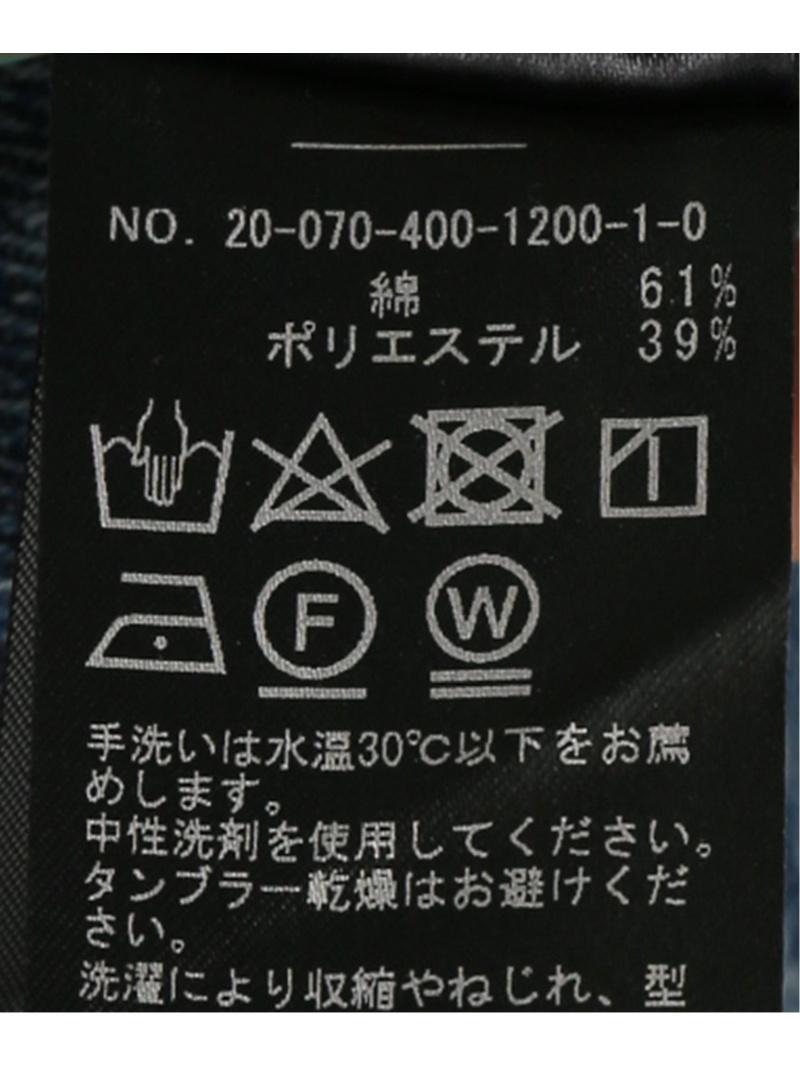 NO. 20-070-400-1200-1-0
綿 61%
ポリエステル 39%
F W
手洗いは水温30℃以下をお薦
めします。
中性洗剤を使用してください。
タンブラー乾燥はお避けくだ
さい。
洗濯により収縮やねじれ、型